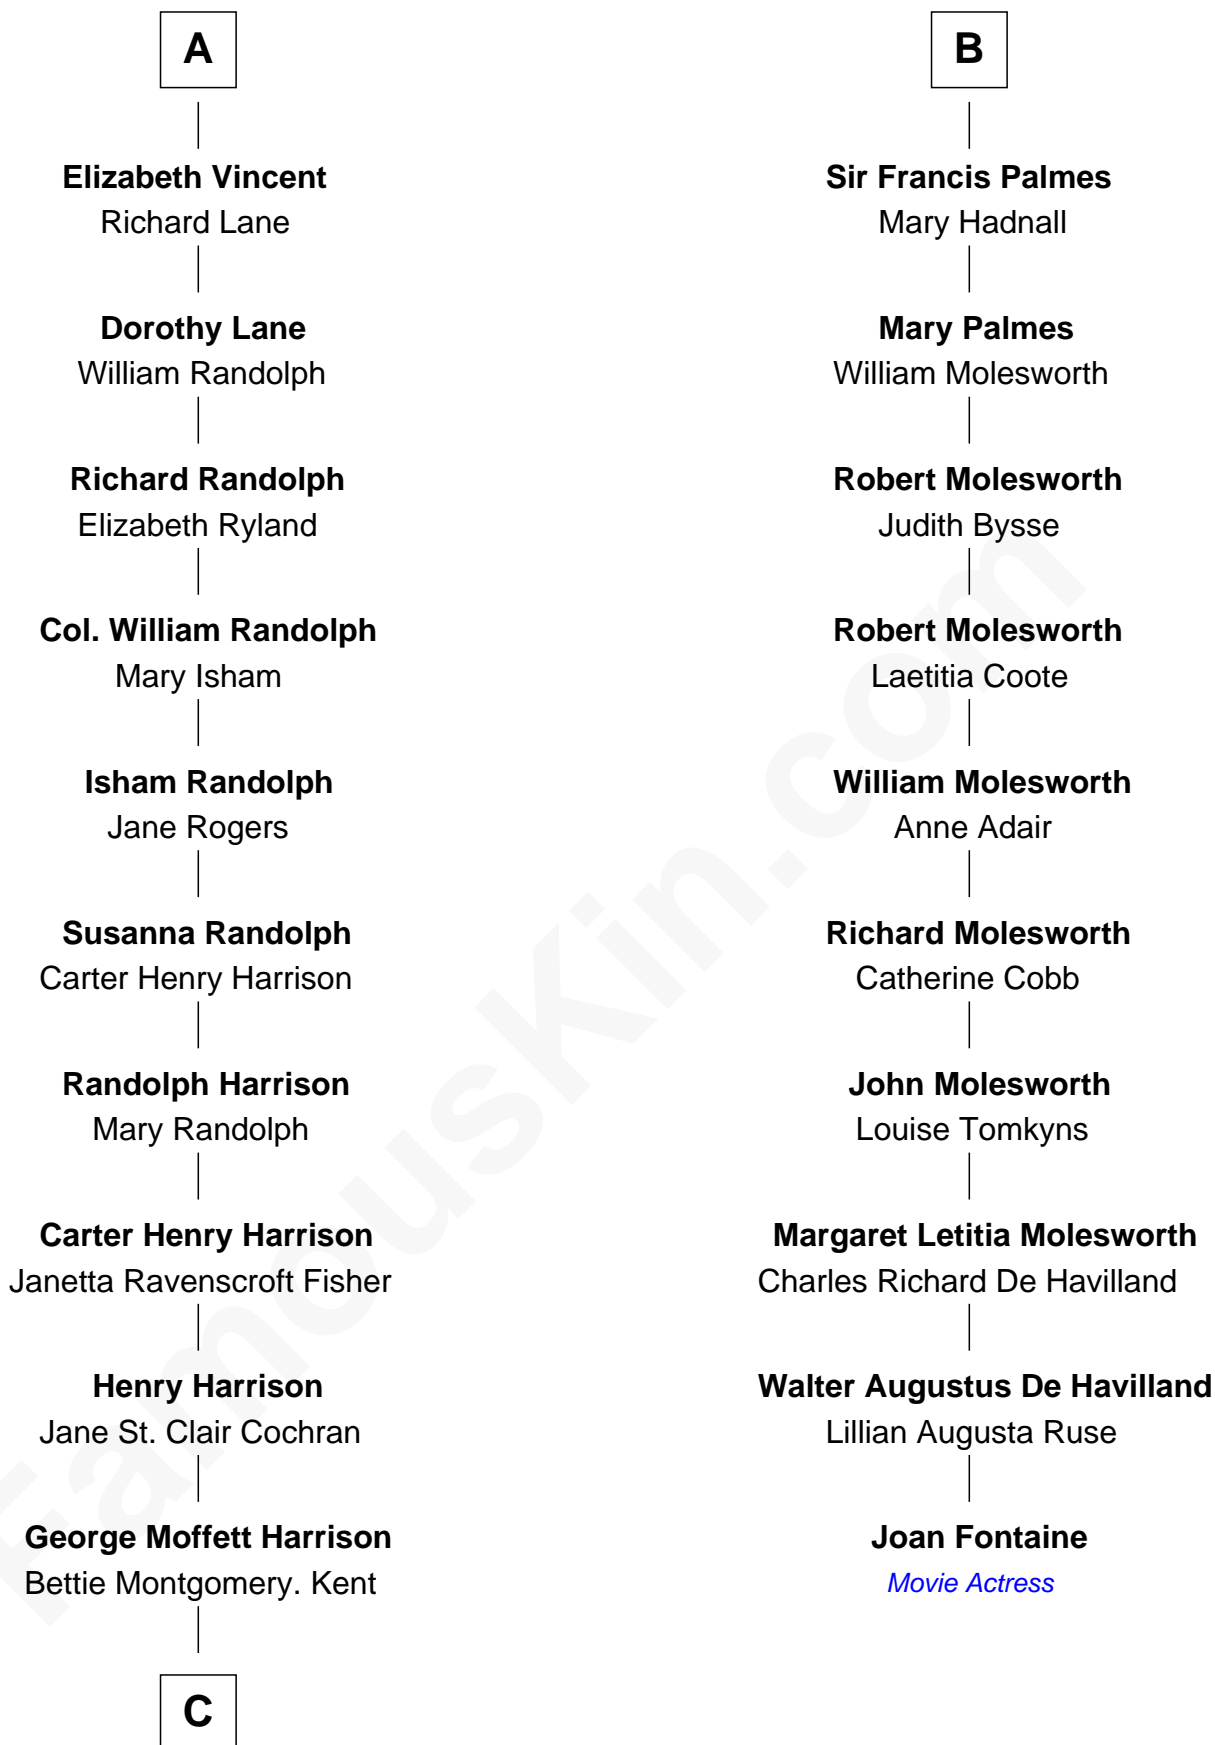 A
Elizabeth Vincent
Richard Lane
Dorothy Lane
William Randolph
Richard Randolph
Elizabeth Ryland
Col. William Randolph
Mary Isham
Isham Randolph
Jane Rogers
Susanna Randolph
Carter Henry Harrison
Randolph Harrison
Mary Randolph
Carter Henry Harrison
Janetta Ravenscroft Fisher
Henry Harrison
Jane St. Clair Cochran
George Moffett Harrison
Bettie Montgomery. Kent
C
B
Sir Francis Palmes
Mary Hadnall
Mary Palmes
William Molesworth
Robert Molesworth
Judith Bysse
Robert Molesworth
Laetitia Coote
William Molesworth
Anne Adair
Richard Molesworth
Catherine Cobb
John Molesworth
Louise Tomkyns
Margaret Letitia Molesworth
Charles Richard De Havilland
Walter Augustus De Havilland
Lillian Augusta Ruse
Joan Fontaine
Movie Actress
FamousKin.com